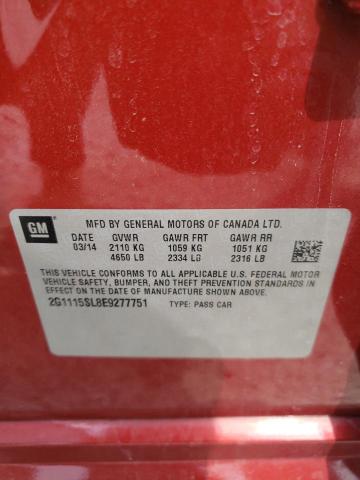 GM
MFD BY GENERAL MOTORS OF CANADA LTD.
DATE GVWR GAWR FRT GAWR RR
03/14 2110 KG 1059 KG 1051 KG
4650 LB 2334 LB 2316 LB
THIS VEHICLE CONFORMS TO ALL APPLICABLE U.S. FEDERAL MOTOR
VEHICLE SAFETY, BUMPER, AND THEFT PREVENTION STANDARDS IN
EFFECT ON THE DATE OF MANUFACTURE SHOWN ABOVE.
2G1115SL8E9277751 TYPE: PASS CAR